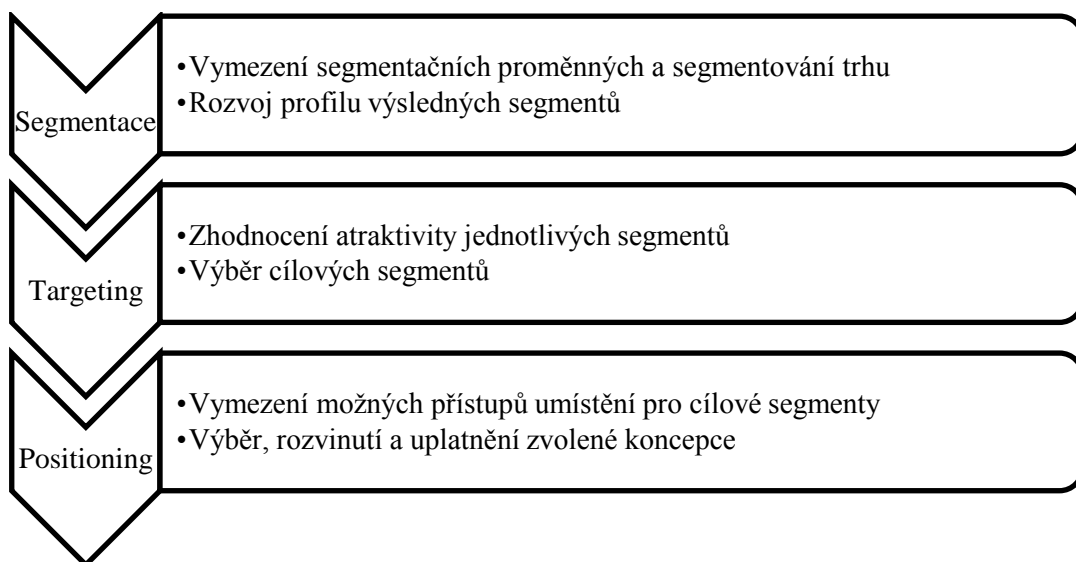 Segmentace
•Vymezení segmentačních proměnných a segmentování trhu
•Rozvoj profilu výsledných segmentů
Targeting
•Zhodnocení atraktivity jednotlivých segmentů
•Výběr cílových segmentů
Positioning
•Vymezení možných přístupů umístění pro cílové segmenty
•Výběr, rozvinutí a uplatnění zvolené koncepce